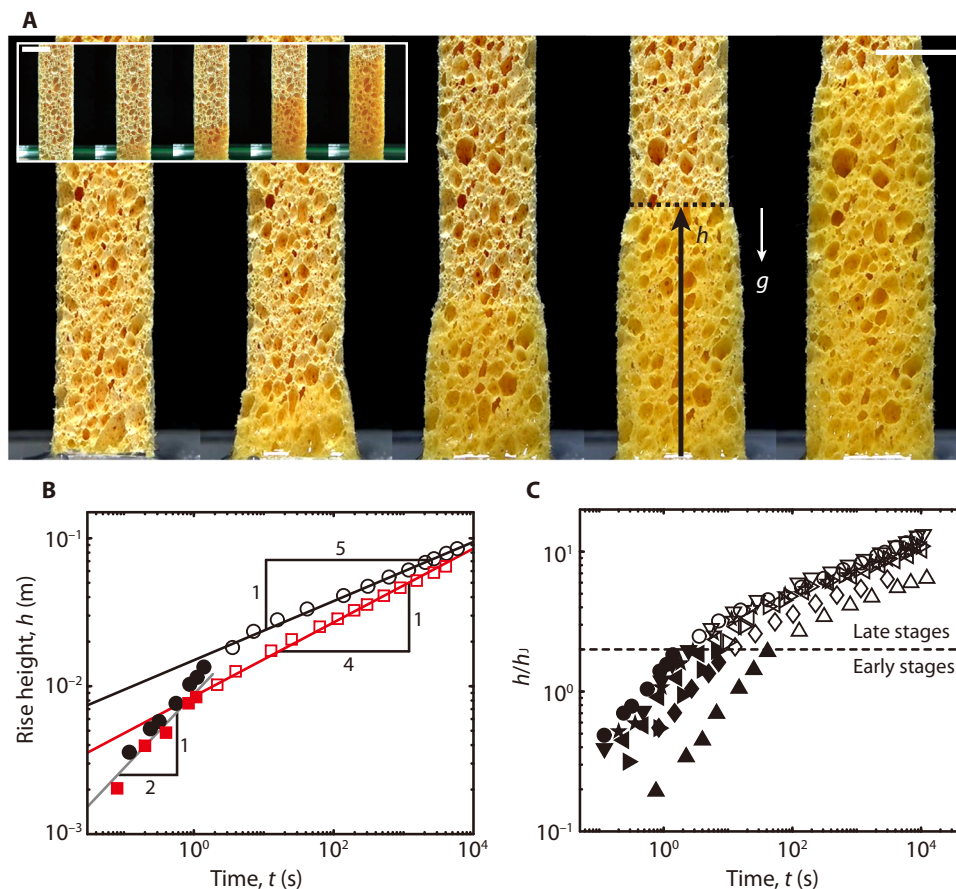 A
h
g
B
C
10⁻¹
10⁻²
10⁻³
Rise height, h (m)
5
1
1
4
1
2
10⁰
10²
10⁴
Time, t (s)
10¹
10⁰
10⁻¹
h/hJ
Late stages
Early stages
10⁰
10²
10⁴
Time, t (s)